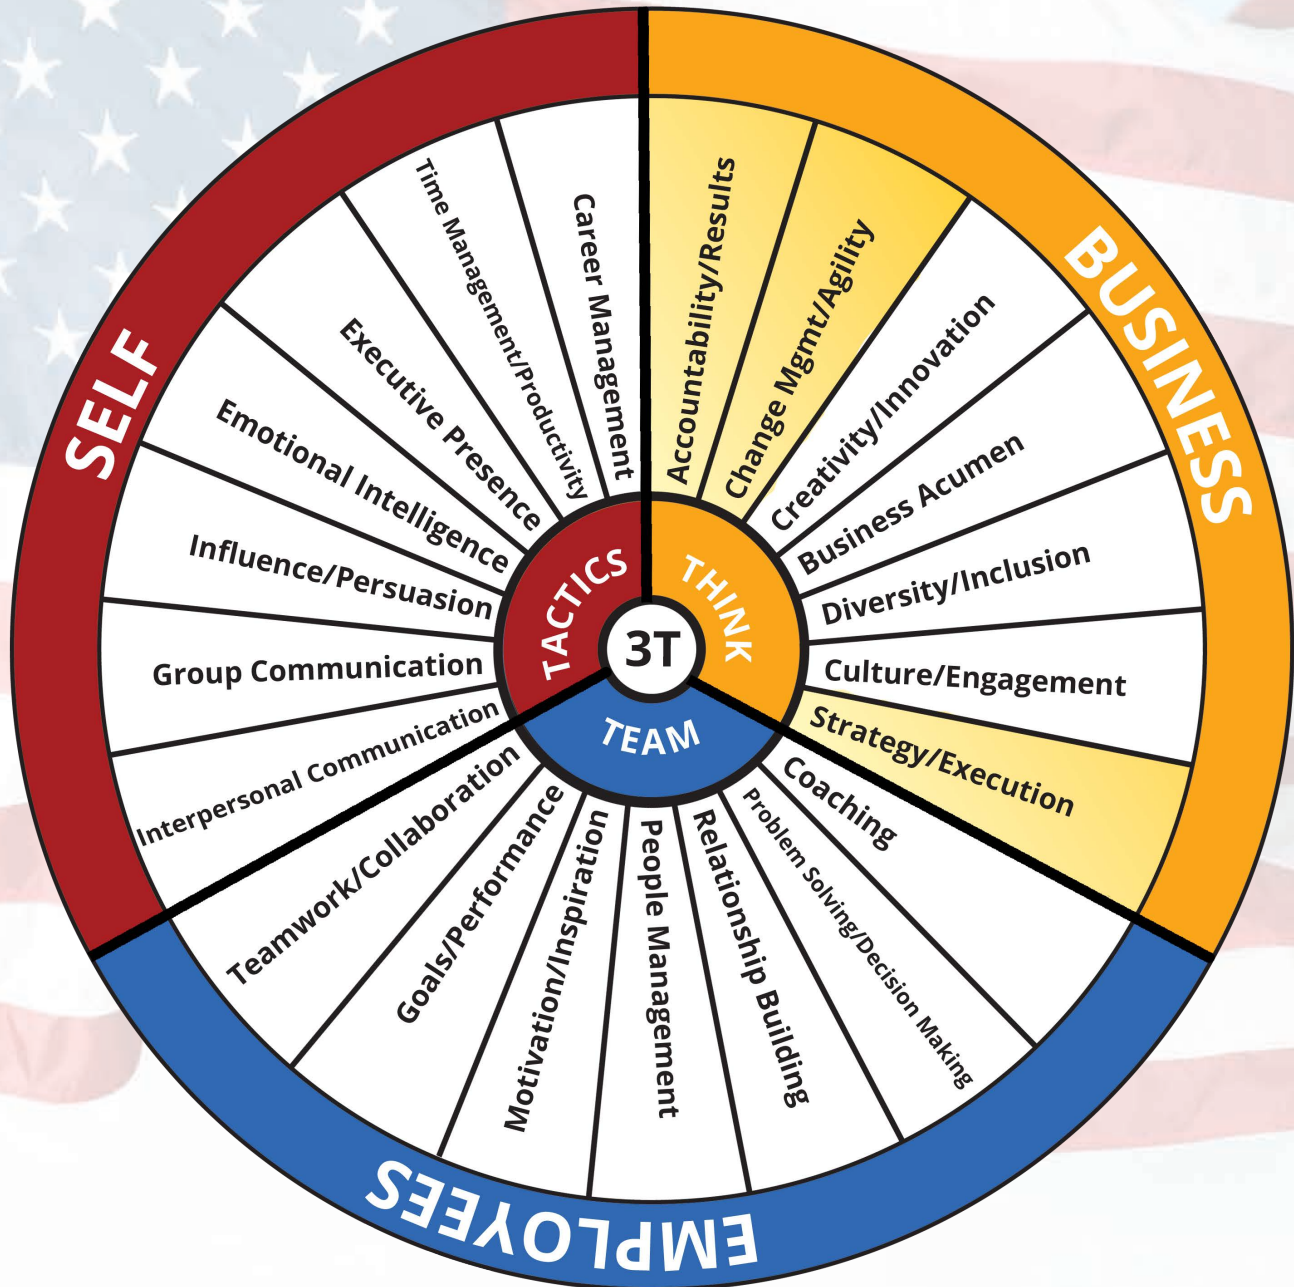 SELF
BUSINESS
EMPLOYEES
TACTICS
THINK
TEAM
3T
Accountability/Results
Change Mgmt/Agility
Creativity/Innovation
Business Acumen
Diversity/Inclusion
Culture/Engagement
Strategy/Execution
Coaching
Problem Solving/Decision Making
Relationship Building
People Management
Motivation/Inspiration
Goals/Performance
Teamwork/Collaboration
Interpersonal Communication
Group Communication
Influence/Persuasion
Emotional Intelligence
Executive Presence
Time Management/Productivity
Career Management